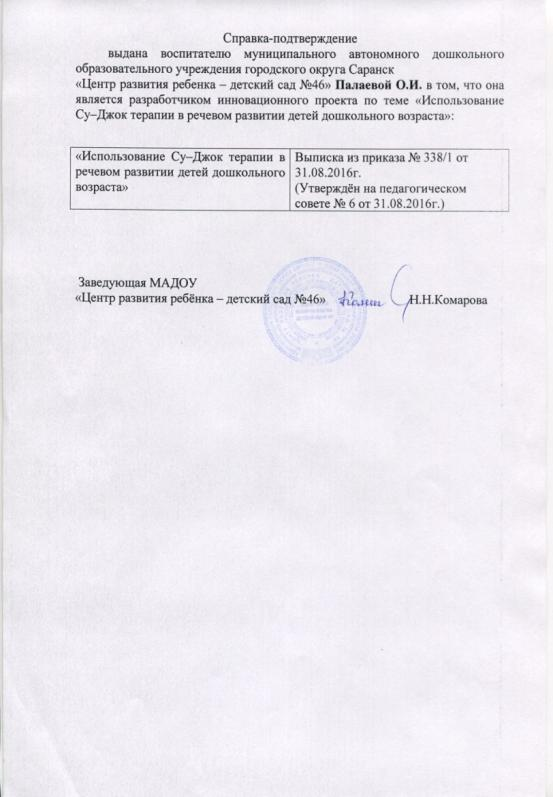 Справка-подтверждение
выдана воспитателю муниципального автономного дошкольного
образовательного учреждения городского округа Саранск
«Центр развития ребенка – детский сад №46» Палаевой О.И. в том, что она
является разработчиком инновационного проекта по теме «Использование
Су–Джок терапии в речевом развитии детей дошкольного возраста»:
«Использование Су–Джок терапии в
речевом развитии детей дошкольного
возраста»
Выписка из приказа № 338/1 от
31.08.2016г.
(Утверждён на педагогическом
совете № 6 от 31.08.2016г.)
Заведующая МАДОУ
«Центр развития ребёнка – детский сад №46» Н.Н.Комарова